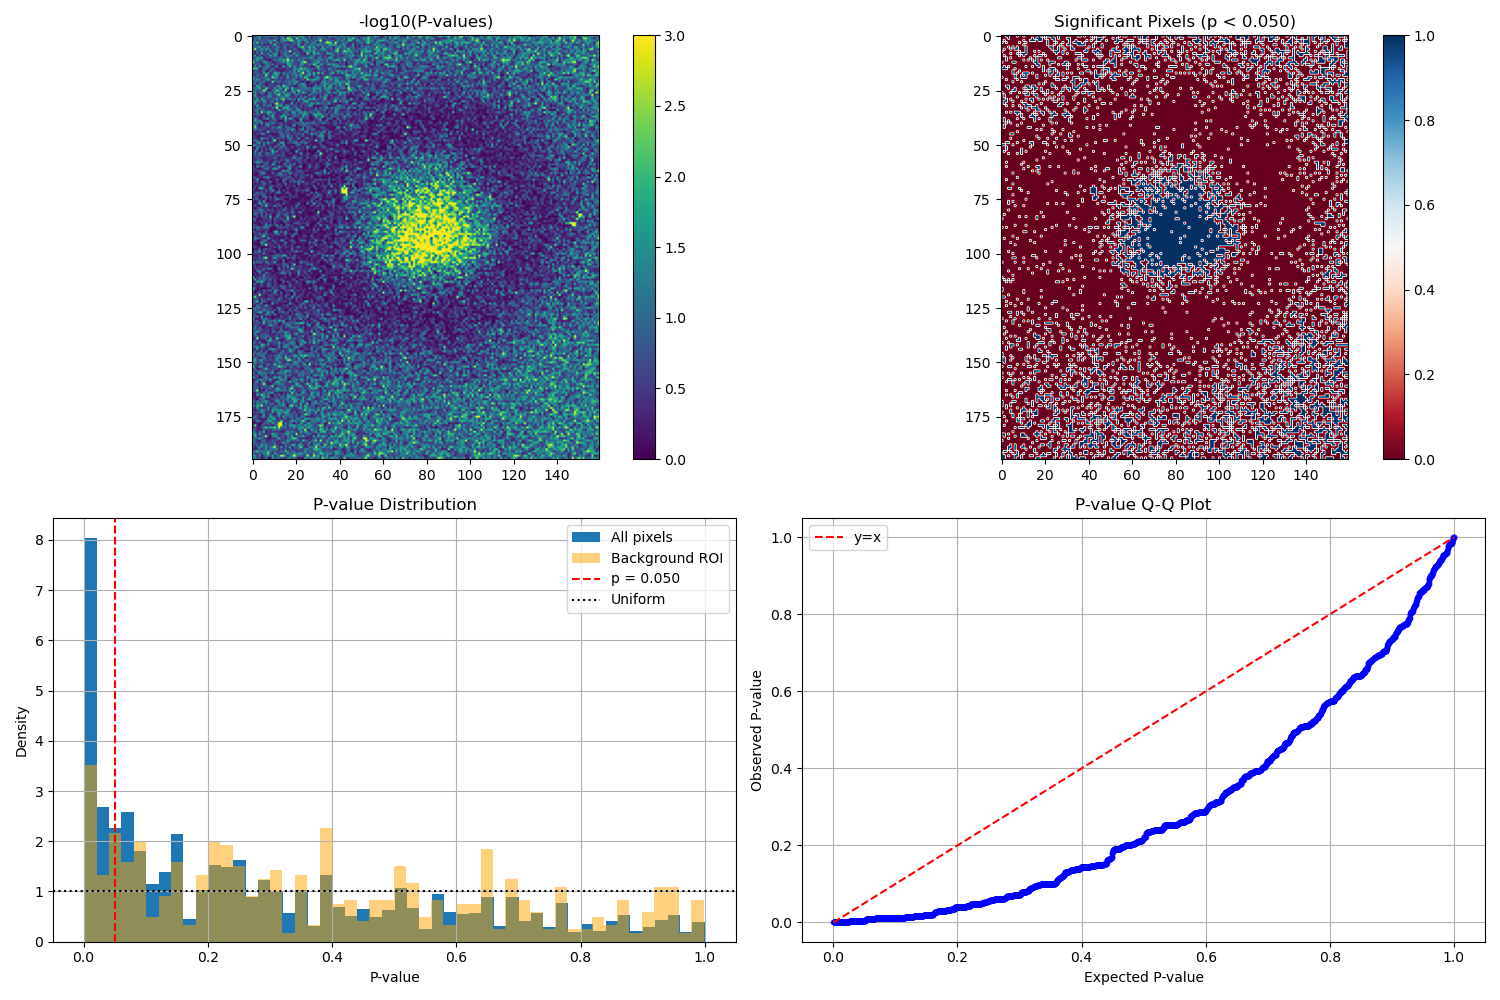 -log10(P-values)
0
25
50
75
100
125
150
175
0 20 40 60 80 100 120 140
3.0
2.5
2.0
1.5
1.0
0.5
0.0
Significant Pixels (p < 0.050)
0
25
50
75
100
125
150
175
0 20 40 60 80 100 120 140
1.0
0.8
0.6
0.4
0.2
0.0
P-value Distribution
Density
8
7
6
5
4
3
2
1
0
All pixels
Background ROI
p = 0.050
Uniform
0.0 0.2 0.4 0.6 0.8 1.0
P-value
P-value Q-Q Plot
Observed P-value
1.0
0.8
0.6
0.4
0.2
0.0
y=x
0.0 0.2 0.4 0.6 0.8 1.0
Expected P-value